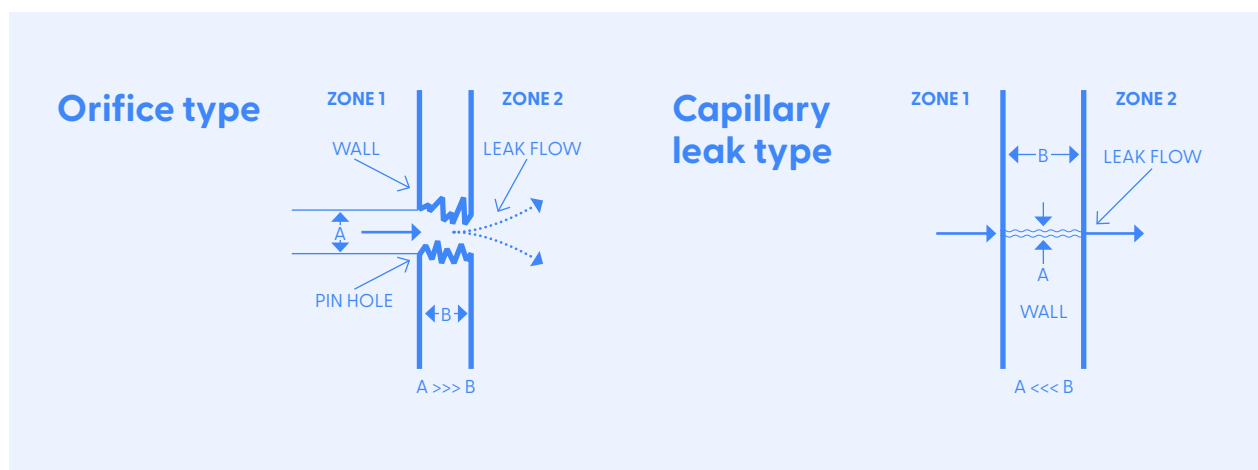 Orifice type
ZONE 1
ZONE 2
WALL
LEAK FLOW
A
PIN HOLE
B
A >>> B
Capillary
leak type
ZONE 1
ZONE 2
B
LEAK FLOW
A
WALL
A <<< B